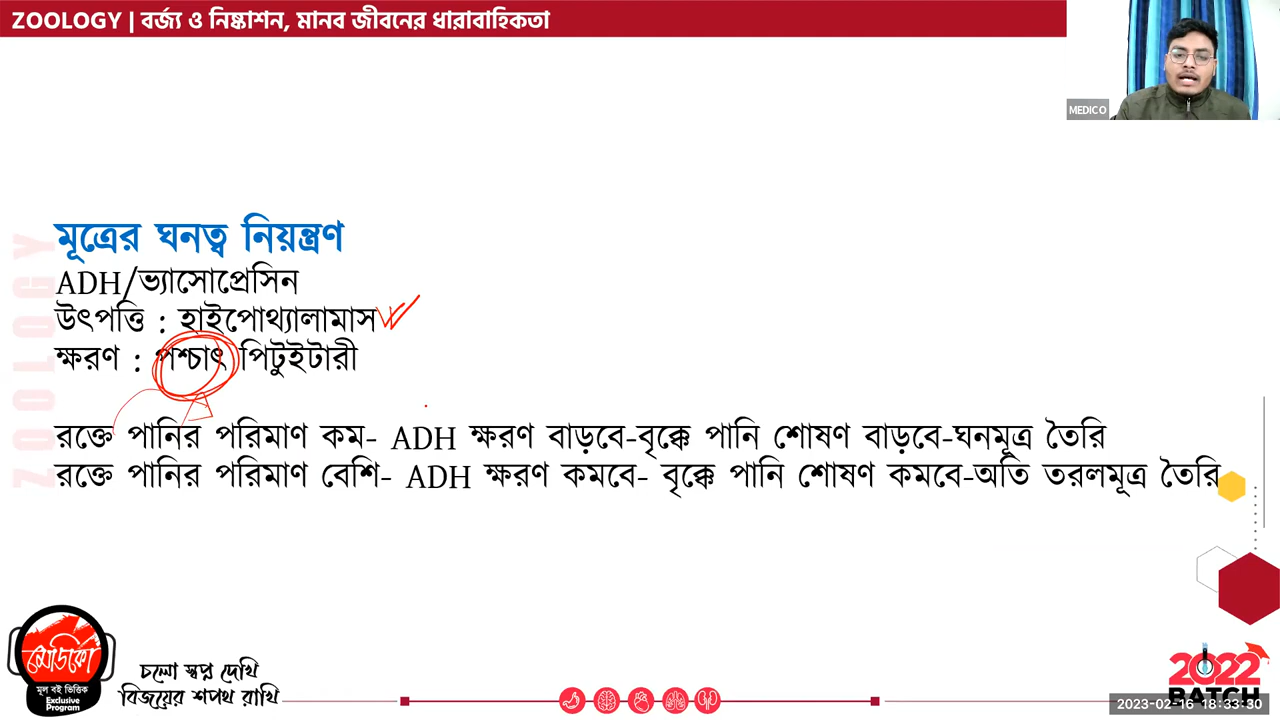 ZOOLOGY | বর্জ্য ও নিষ্কাশন, মানব জীবনের ধারাবাহিকতা
MEDICO
মূত্রের ঘনত্ব নিয়ন্ত্রণ
ADH/ভ্যাসোপ্রেসিন
উৎপত্তি : হাইপোথ্যালামাস
ক্ষরণ : পশ্চাৎ পিটুইটারী
রক্তে পানির পরিমাণ কম- ADH ক্ষরণ বাড়বে-বৃক্কে পানি শোষণ বাড়বে-ঘনমূত্র তৈরি
রক্তে পানির পরিমাণ বেশি- ADH ক্ষরণ কমবে- বৃক্কে পানি শোষণ কমবে-অতি তরলমূত্র তৈরি
ZOOLOGY
মেডিকো
মূল বই ভিত্তিক
Exclusive
Program
চলো স্বপ্ন দেখি
বিজয়ের শপথ রাখি
2022
BATCH
2023-02-16 18:33:30